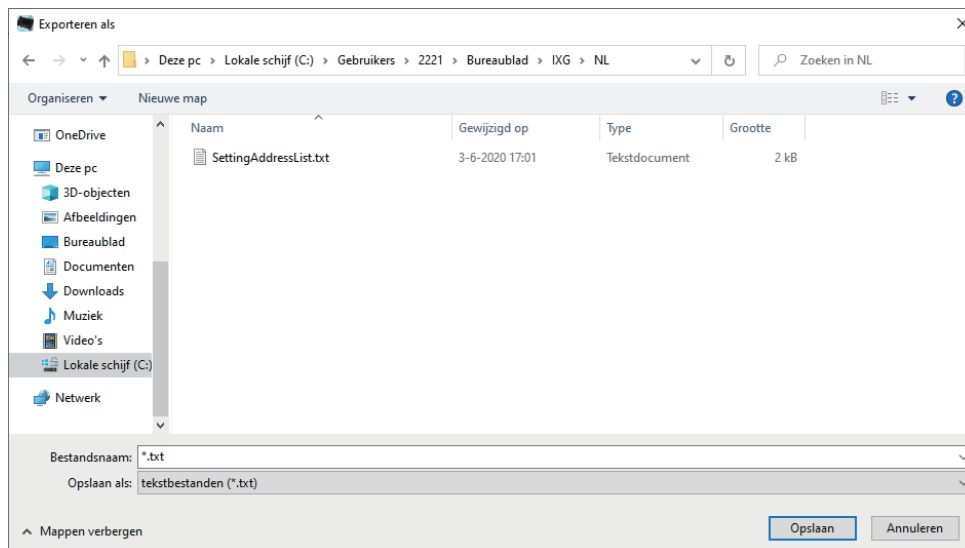 Exporteren als
Deze pc > Lokale schijf (C:) > Gebruikers > 2221 > Bureaublad > IXG > NL
Zoeken in NL
Organiseren
Nieuwe map
Naam Gewijzigd op Type Grootte
SettingAddressList.txt 3-6-2020 17:01 Tekstdocument 2 kB
OneDrive
Deze pc
3D-objecten
Afbeeldingen
Bureaublad
Documenten
Downloads
Muziek
Video's
Lokale schijf (C:)
Netwerk
Bestandsnaam: *.txt
Opslaan als: tekstbestanden (*.txt)
Mappen verbergen
Opslaan
Annuleren